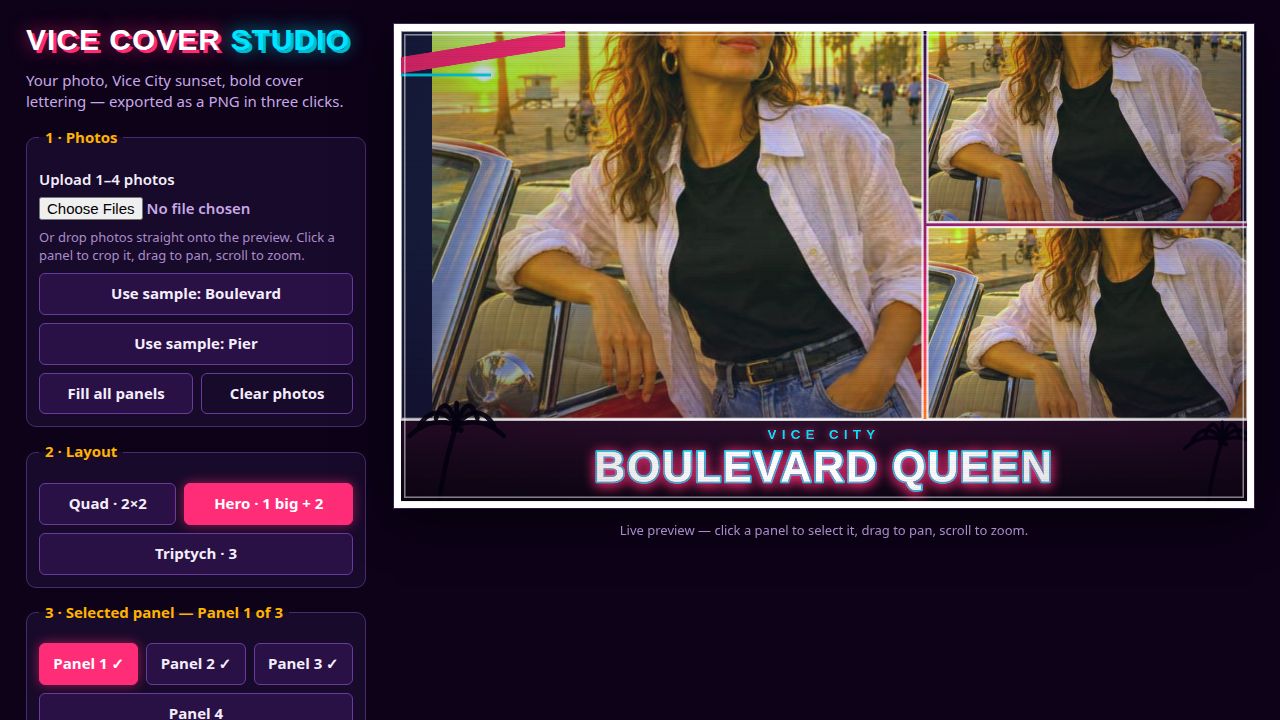 VICE COVER STUDIO
Your photo, Vice City sunset, bold cover
lettering — exported as a PNG in three clicks.
1 · Photos
Upload 1–4 photos
Choose Files No file chosen
Or drop photos straight onto the preview. Click a
panel to crop it, drag to pan, scroll to zoom.
Use sample: Boulevard
Use sample: Pier
Fill all panels
Clear photos
2 · Layout
Quad · 2×2
Hero · 1 big + 2
Triptych · 3
3 · Selected panel — Panel 1 of 3
Panel 1 ✓
Panel 2 ✓
Panel 3 ✓
Panel 4
VICE CITY
BOULEVARD QUEEN
Live preview — click a panel to select it, drag to pan, scroll to zoom.